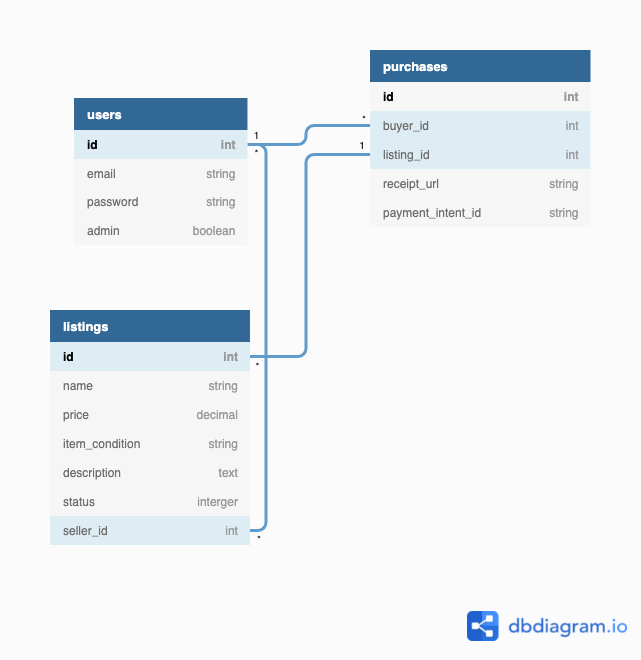 purchases
id int
buyer_id int
listing_id int
receipt_url string
payment_intent_id string
users
id int
email string
password string
admin boolean
1
*
*
1
listings
id int
name string
price decimal
item_condition string
description text
status interger
seller_id int
*
*
dbdiagram.io